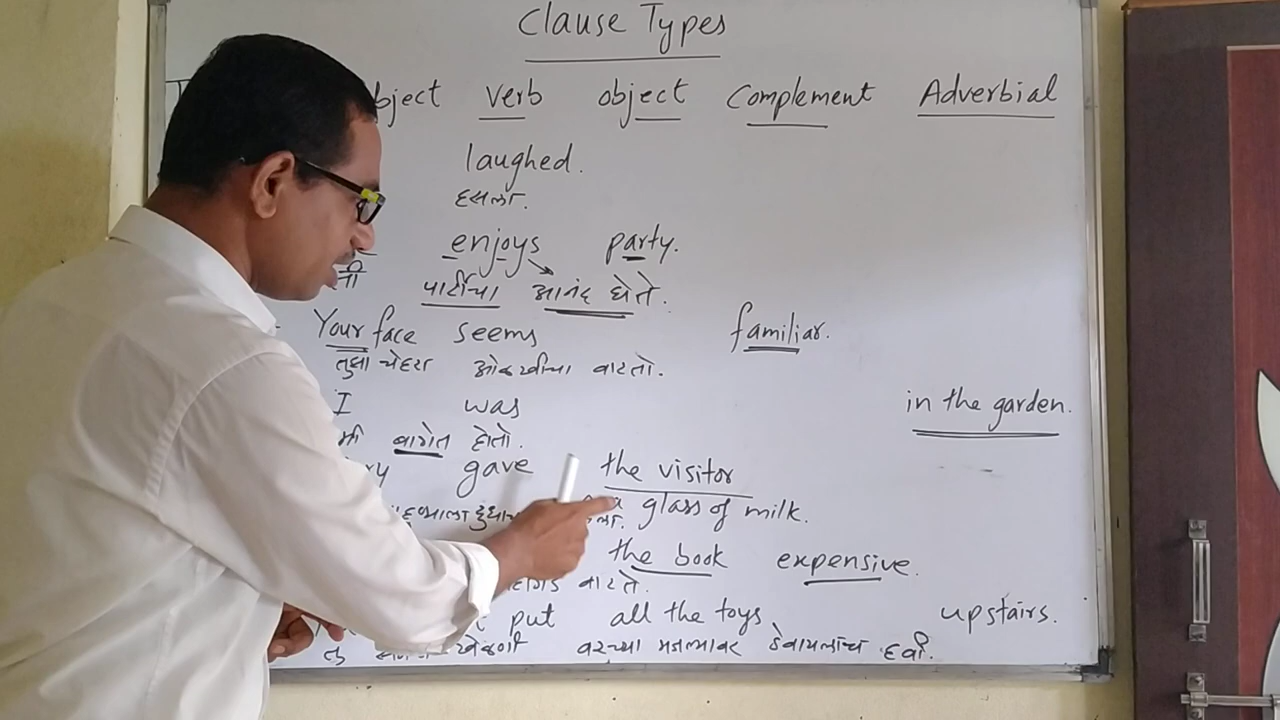 Clause Types
bject verb object Complement Adverbial
laughed.
हसला.
enjoys party.
ती पार्टीचा आनंद घेते.
Your face seems familiar.
तुझा चेहरा ओळखीचा वाटतो.
I was in the garden.
मी बागेत होतो.
ry gave the visitor
a glass of milk.
the book expensive.
वाटते.
put all the toys upstairs.
तु खेळणी वरच्या मजल्यावर ठेवायलाच हवी.